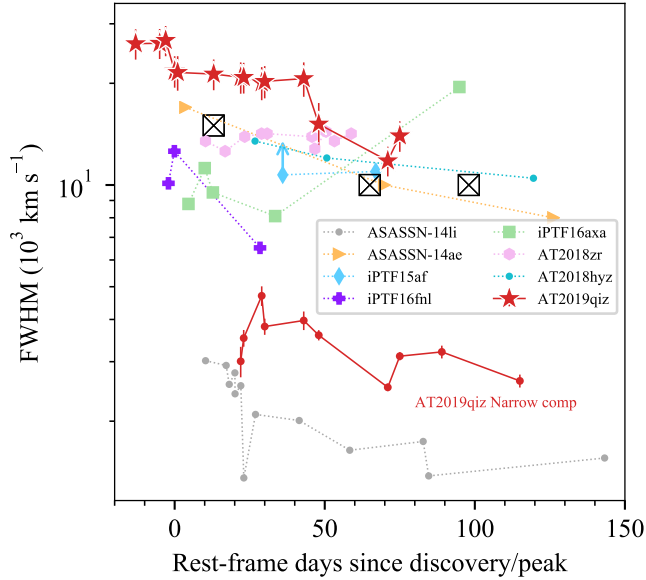 FWHM (10³ km s⁻¹)
10¹
ASASSN-14li
ASASSN-14ae
iPTF15af
iPTF16fnl
iPTF16axa
AT2018zr
AT2018hyz
AT2019qiz
AT2019qiz Narrow comp
0 50 100 150
Rest-frame days since discovery/peak